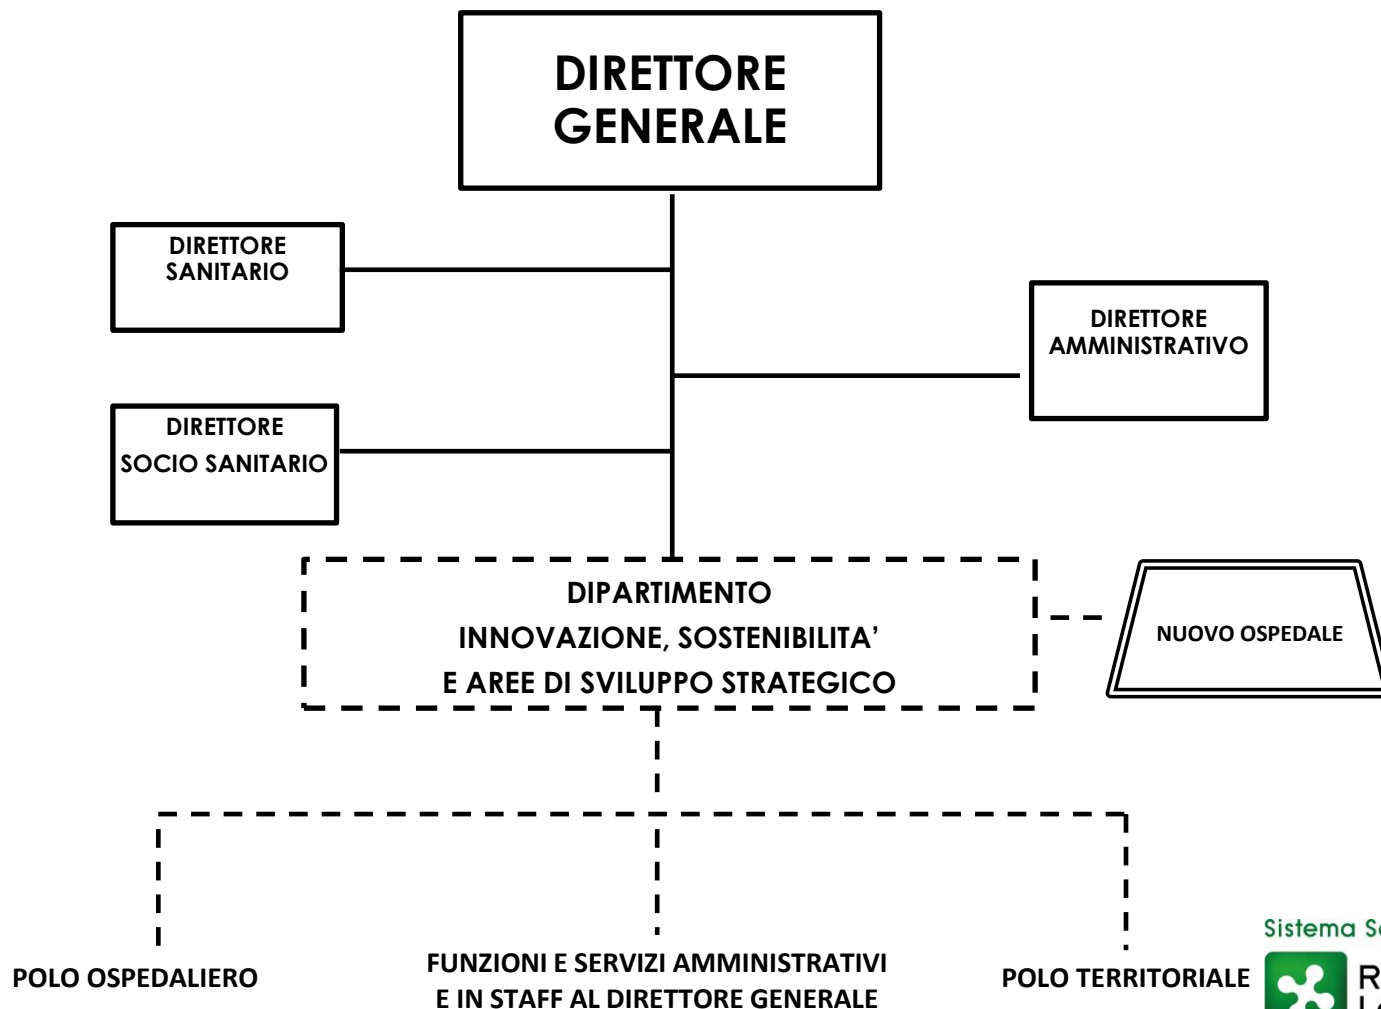 DIRETTORE
GENERALE
DIRETTORE
SANITARIO
DIRETTORE
AMMINISTRATIVO
DIRETTORE
SOCIO SANITARIO
DIPARTIMENTO
INNOVAZIONE, SOSTENIBILITA’
E AREE DI SVILUPPO STRATEGICO
NUOVO OSPEDALE
POLO OSPEDALIERO
FUNZIONI E SERVIZI AMMINISTRATIVI
E IN STAFF AL DIRETTORE GENERALE
POLO TERRITORIALE
Sistema